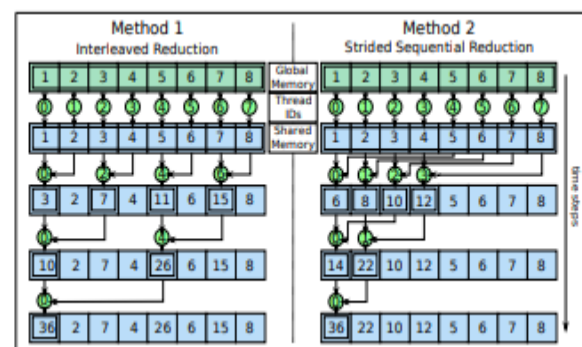 Method 1
Interleaved Reduction
Method 2
Strided Sequential Reduction
1 2 3 4 5 6 7 8
Global
Memory
1 2 3 4 5 6 7 8
0 1 2 3 4 5 6 7
Thread
IDs
0 1 2 3 4 5 6 7
1 2 3 4 5 6 7 8
Shared
Memory
1 2 3 4 5 6 7 8
0 2 4 6
0 1 2 3
3 2 7 4 11 6 15 8
6 8 10 12 5 6 7 8
0 4
0 1
10 2 7 4 26 6 15 8
14 22 10 12 5 6 7 8
0
0
36 2 7 4 26 6 15 8
36 22 10 12 5 6 7 8
time steps